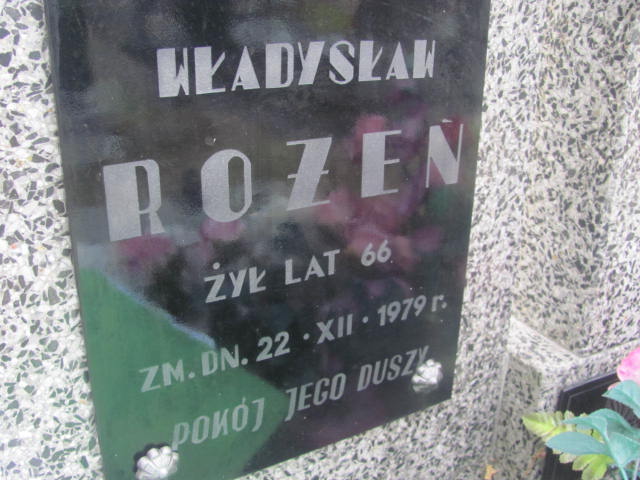 WŁADYSŁAW
ROŻEŃ
ŻYŁ LAT 66
ZM. DN. 22 · XII · 1979 r.
POKÓJ JEGO DUSZY